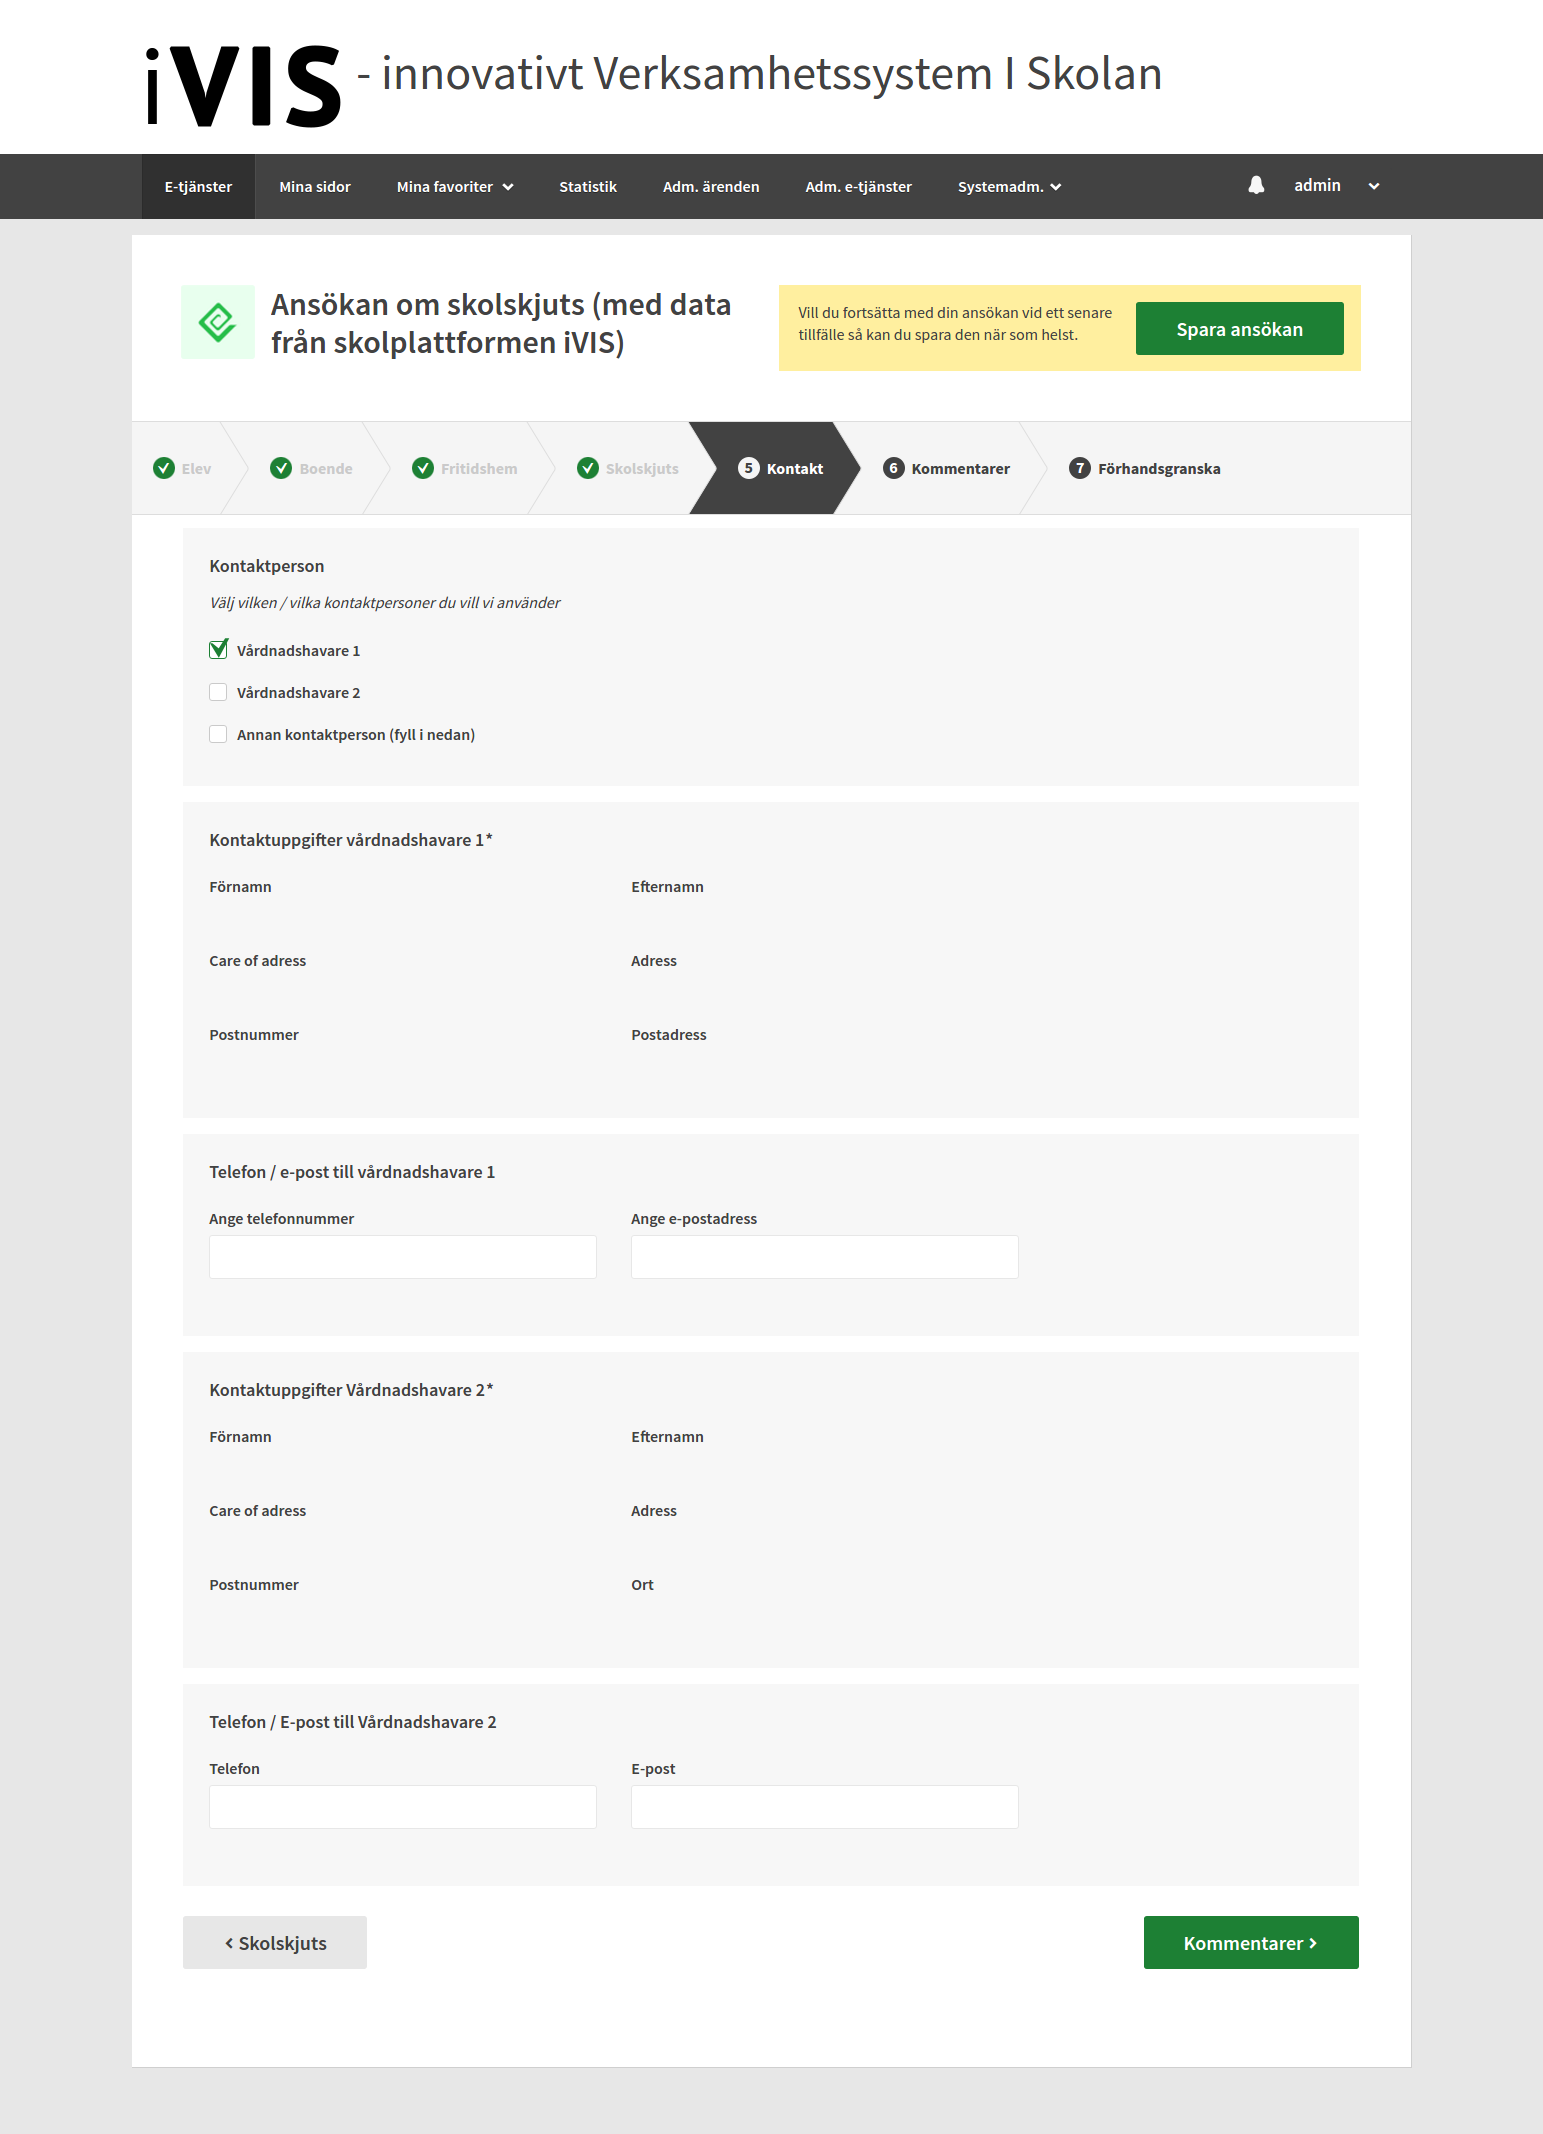 iVIS - innovativt Verksamhetssystem I Skolan
E-tjänster Mina sidor Mina favoriter Statistik Adm. ärenden Adm. e-tjänster Systemadm. admin
Ansökan om skolskjuts (med data
från skolplattformen iVIS)
Vill du fortsätta med din ansökan vid ett senare
tillfälle så kan du spara den när som helst.
Spara ansökan
Elev Boende Fritidshem Skolskjuts 5 Kontakt 6 Kommentarer 7 Förhandsgranska
Kontaktperson
Välj vilken / vilka kontaktpersoner du vill vi använder
Vårdnadshavare 1
Vårdnadshavare 2
Annan kontaktperson (fyll i nedan)
Kontaktuppgifter vårdnadshavare 1*
Förnamn Efternamn
Care of adress Adress
Postnummer Postadress
Telefon / e-post till vårdnadshavare 1
Ange telefonnummer Ange e-postadress
Kontaktuppgifter Vårdnadshavare 2*
Förnamn Efternamn
Care of adress Adress
Postnummer Ort
Telefon / E-post till Vårdnadshavare 2
Telefon E-post
‹ Skolskjuts Kommentarer ›